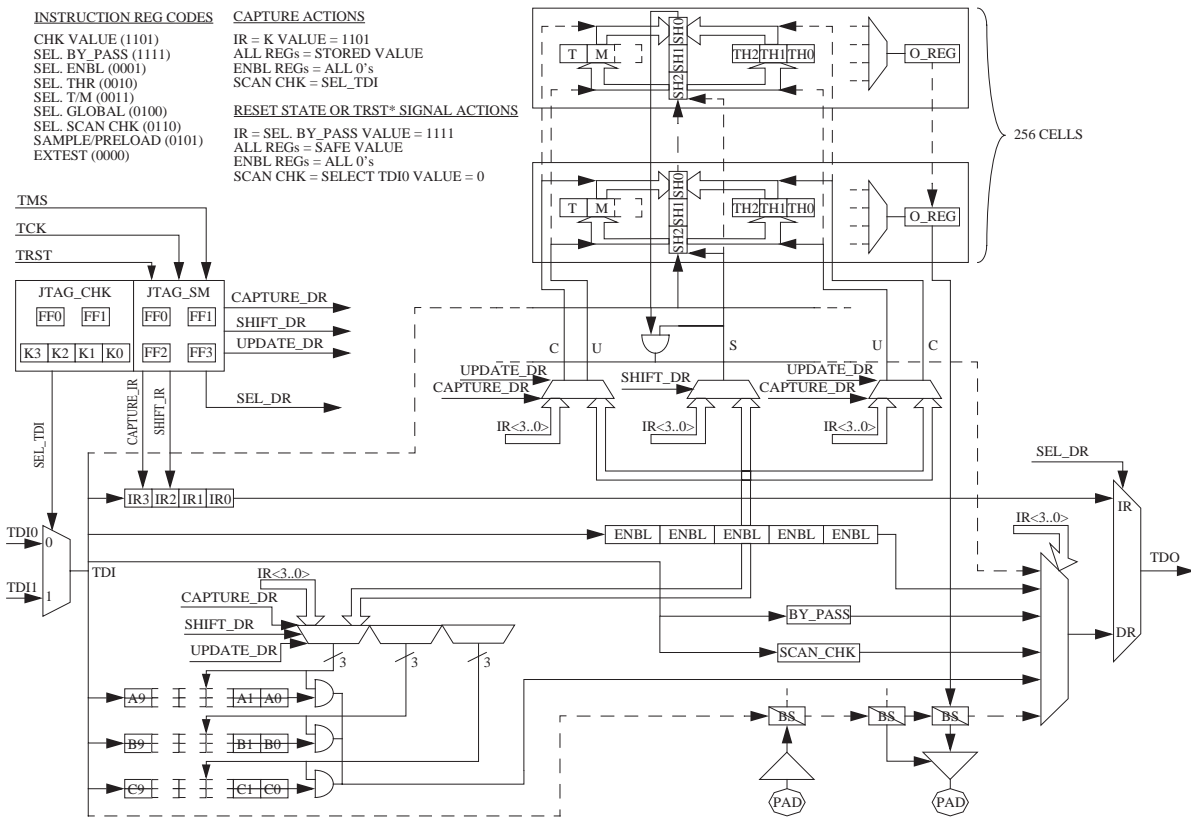 INSTRUCTION REG CODES
CHK VALUE (1101)
SEL. BY_PASS (1111)
SEL. ENBL (0001)
SEL. THR (0010)
SEL. T/M (0011)
SEL. GLOBAL (0100)
SEL. SCAN CHK (0110)
SAMPLE/PRELOAD (0101)
EXTEST (0000)
CAPTURE ACTIONS
IR = K VALUE = 1101
ALL REGs = STORED VALUE
ENBL REGs = ALL 0's
SCAN CHK = SEL_TDI
RESET STATE OR TRST* SIGNAL ACTIONS
IR = SEL. BY_PASS VALUE = 1111
ALL REGs = SAFE VALUE
ENBL REGs = ALL 0's
SCAN CHK = SELECT TDI0 VALUE = 0
T M SH2 SH1 SH0 TH2 TH1 TH0 O_REG
256 CELLS
T M SH2 SH1 SH0 TH2 TH1 TH0 O_REG
TMS
TCK
TRST
JTAG_CHK JTAG_SM
FF0 FF1 FF0 FF1
K3 K2 K1 K0 FF2 FF3
CAPTURE_DR
SHIFT_DR
UPDATE_DR
SEL_DR
SEL_TDI
CAPTURE_IR
SHIFT_IR
C U S U C
UPDATE_DR
CAPTURE_DR
SHIFT_DR
UPDATE_DR
CAPTURE_DR
IR<3..0> IR<3..0> IR<3..0>
SEL_DR
IR3 IR2 IR1 IR0
IR
TDI0 0
TDI1 1
TDI
ENBL ENBL ENBL ENBL ENBL
IR<3..0>
TDO
IR<3..0>
CAPTURE_DR
SHIFT_DR
UPDATE_DR
3 3 3
BY_PASS
DR
SCAN_CHK
A9 A1 A0
B9 B1 B0
C9 C1 C0
BS BS BS
PAD PAD